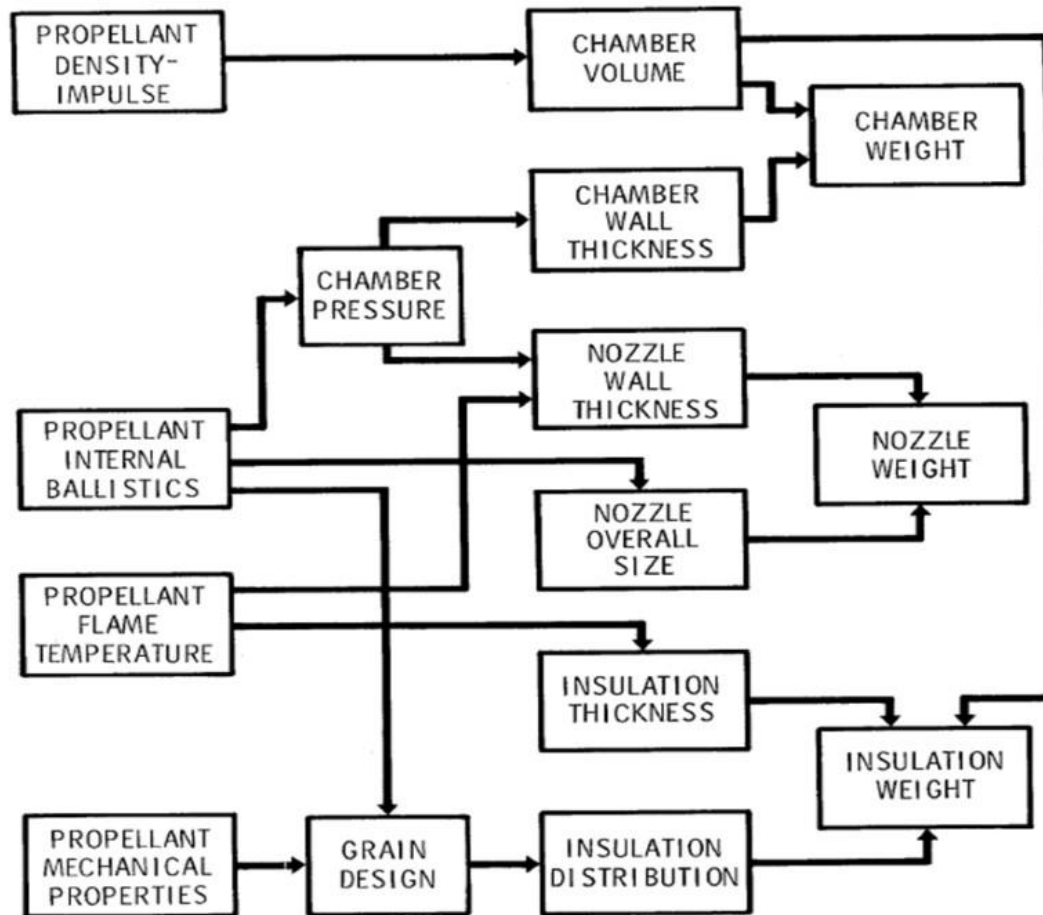 PROPELLANT
DENSITY-
IMPULSE
CHAMBER
VOLUME
CHAMBER
WEIGHT
CHAMBER
WALL
THICKNESS
CHAMBER
PRESSURE
NOZZLE
WALL
THICKNESS
PROPELLANT
INTERNAL
BALLISTICS
NOZZLE
WEIGHT
NOZZLE
OVERALL
SIZE
PROPELLANT
FLAME
TEMPERATURE
INSULATION
THICKNESS
INSULATION
WEIGHT
PROPELLANT
MECHANICAL
PROPERTIES
GRAIN
DESIGN
INSULATION
DISTRIBUTION